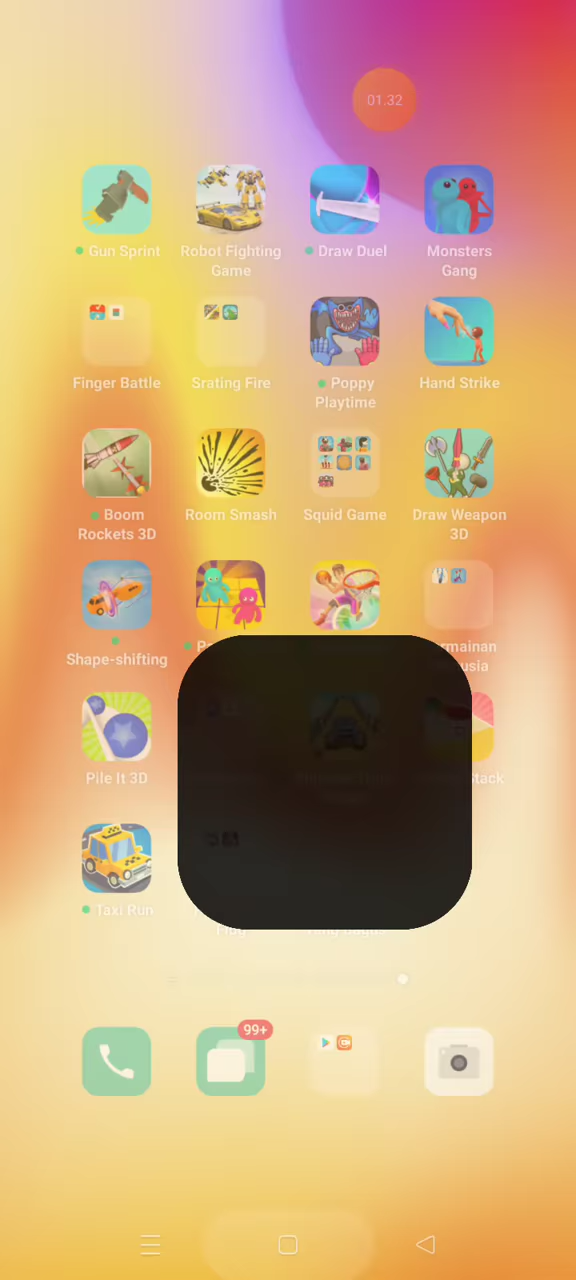 01.32
Gun Sprint
Robot Fighting
Game
Draw Duel
Monsters
Gang
Finger Battle
Srating Fire
Poppy
Playtime
Hand Strike
Boom
Rockets 3D
Room Smash
Squid Game
Draw Weapon
3D
Shape-shifting
Pile It 3D
Taxi Run
99+